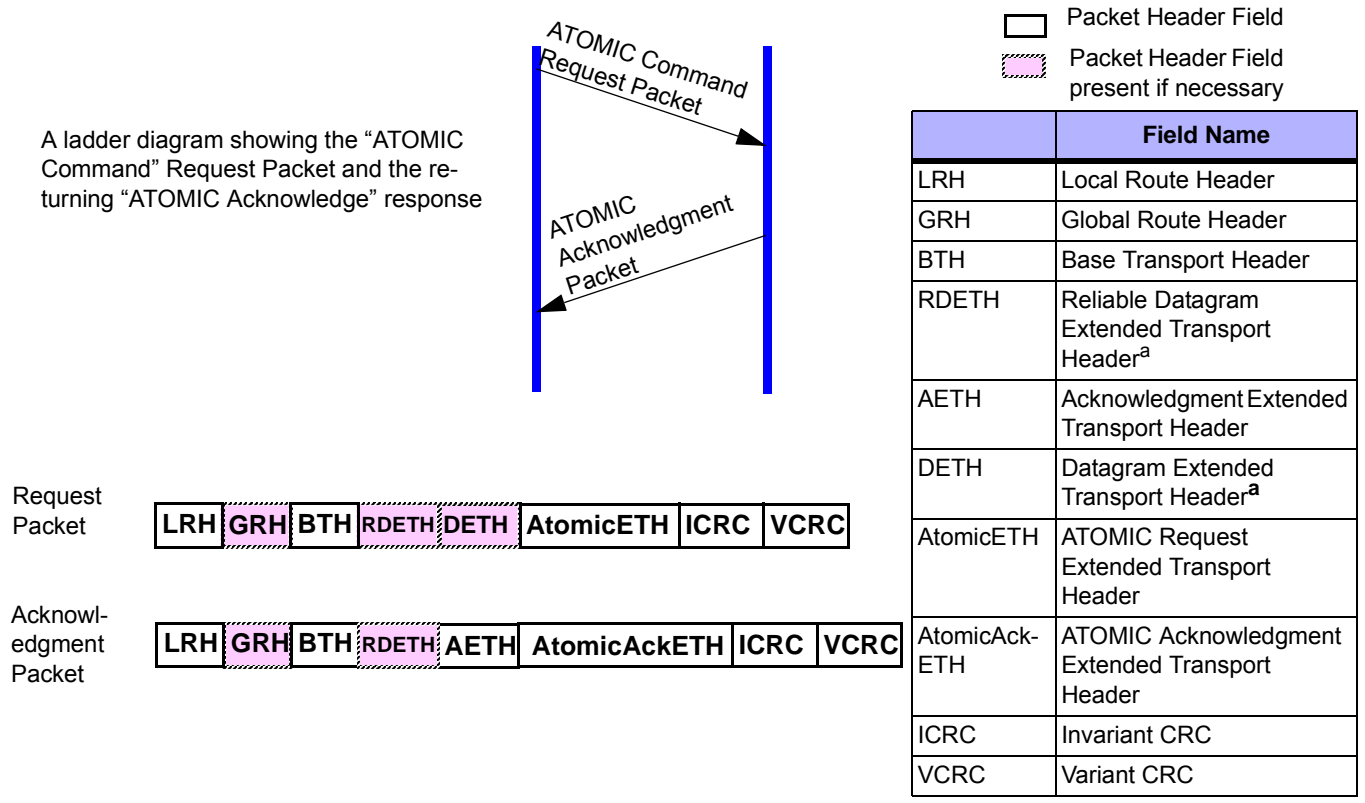 A ladder diagram showing the “ATOMIC
Command” Request Packet and the re-
turning “ATOMIC Acknowledge” response
ATOMIC Command
Request Packet
ATOMIC
Acknowledgment
Packet
Packet Header Field
Packet Header Field
present if necessary
Field Name
LRH Local Route Header
GRH Global Route Header
BTH Base Transport Header
RDETH Reliable Datagram
Extended Transport
Headera
AETH Acknowledgment Extended
Transport Header
DETH Datagram Extended
Transport Headera
AtomicETH ATOMIC Request
Extended Transport
Header
AtomicAck- ATOMIC Acknowledgment
ETH Extended Transport
Header
ICRC Invariant CRC
VCRC Variant CRC
Request
Packet
LRH GRH BTH RDETH DETH AtomicETH ICRC VCRC
Acknowl-
edgment
Packet
LRH GRH BTH RDETH AETH AtomicAckETH ICRC VCRC